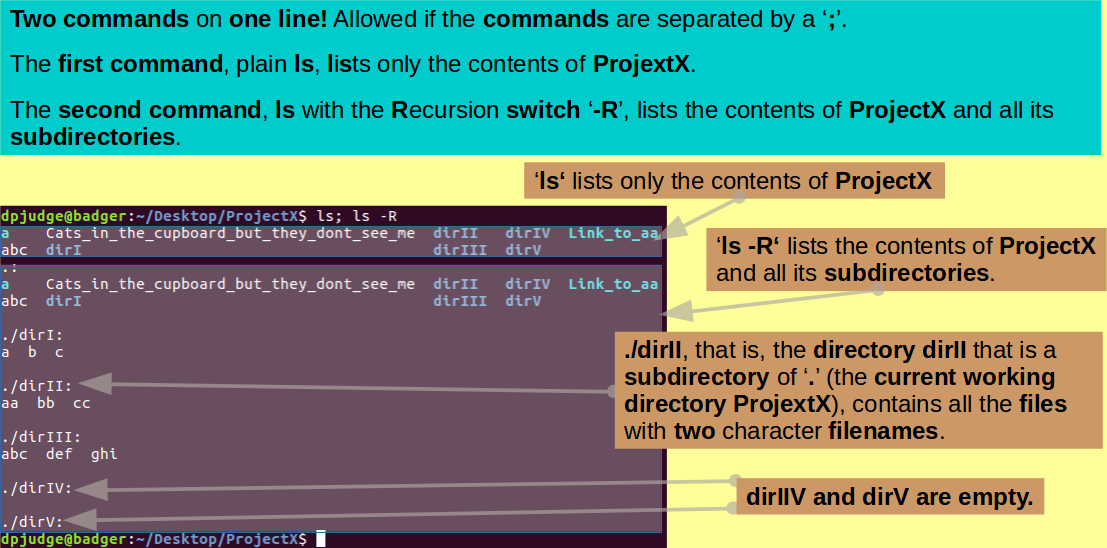 Two commands on one line! Allowed if the commands are separated by a ‘;’.
The first command, plain ls, lists only the contents of ProjextX.
The second command, ls with the Recursion switch ‘-R’, lists the contents of ProjectX and all its
subdirectories.
‘ls‘ lists only the contents of ProjectX
dpjudge@badger:~/Desktop/ProjectX$ ls; ls -R
a    Cats_in_the_cupboard_but_they_dont_see_me  dirII   dirIV  Link_to_aa
abc  dirI                                       dirIII  dirV
‘ls -R‘ lists the contents of ProjectX
and all its subdirectories.
.:
a    Cats_in_the_cupboard_but_they_dont_see_me  dirII   dirIV  Link_to_aa
abc  dirI                                       dirIII  dirV
./dirI:
a  b  c
./dirII, that is, the directory dirII that is a
subdirectory of ‘.’ (the current working
directory ProjextX), contains all the files
with two character filenames.
./dirII:
aa  bb  cc
./dirIII:
abc  def  ghi
./dirIV:
dirIIV and dirV are empty.
./dirV:
dpjudge@badger:~/Desktop/ProjectX$